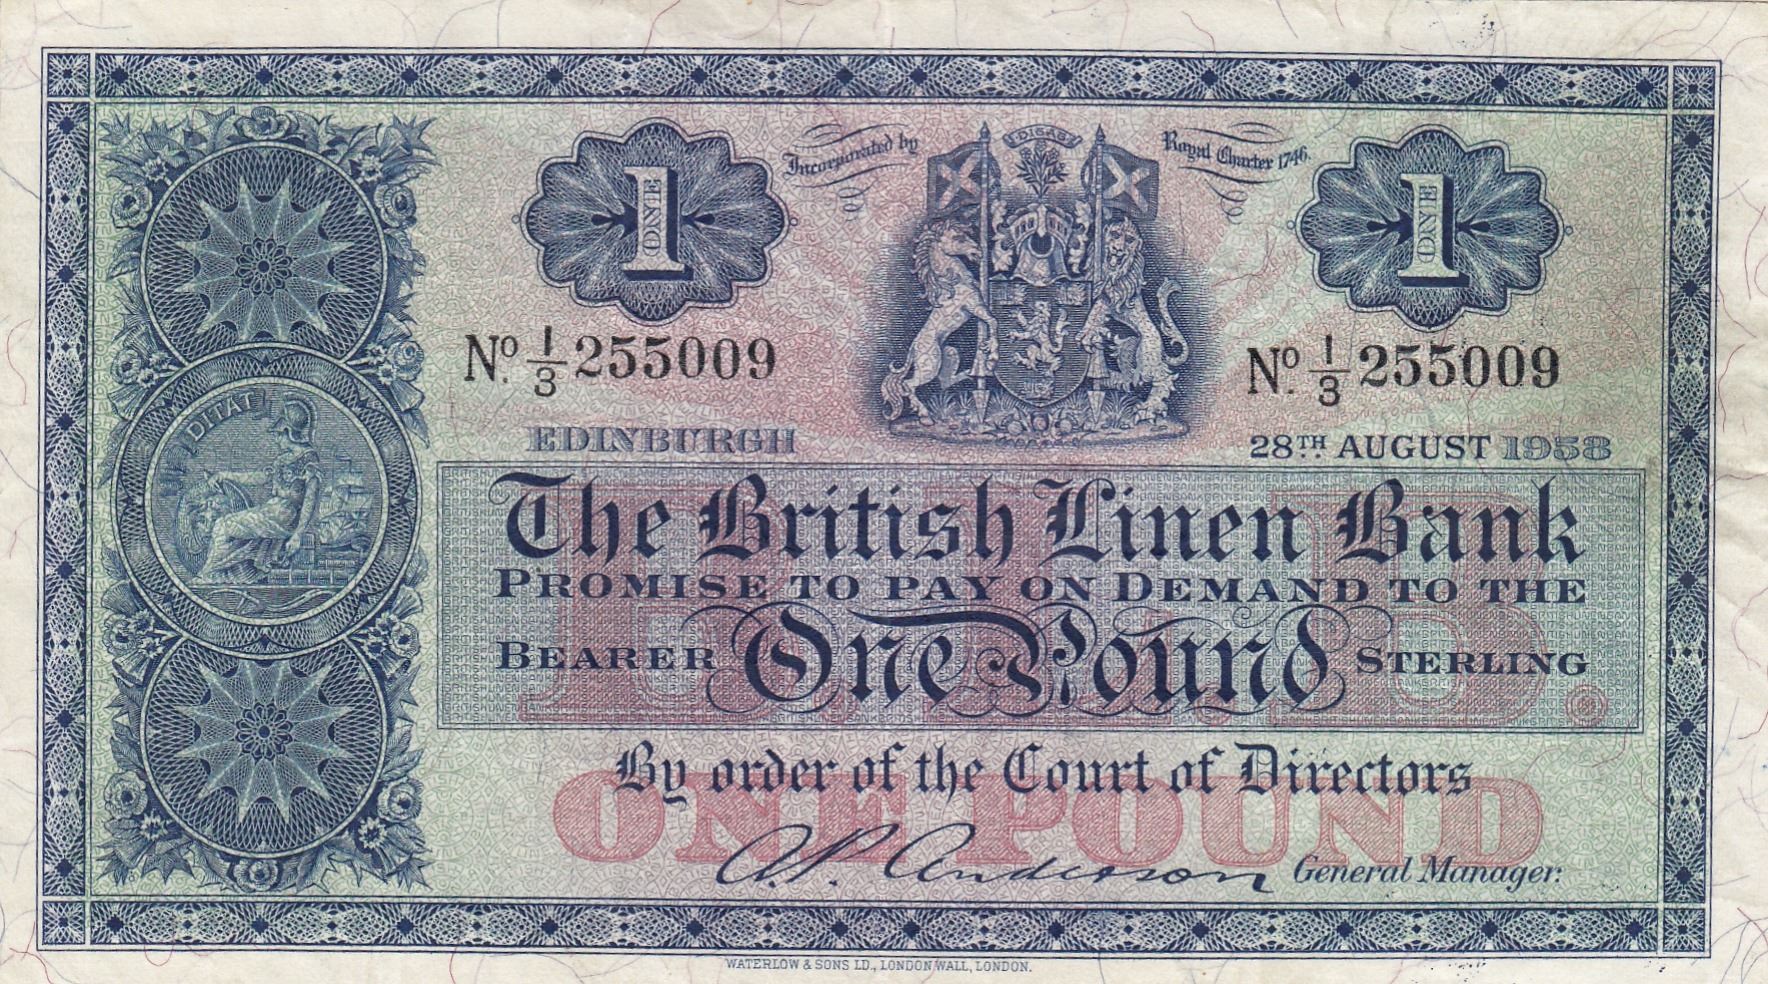 Incorporated by Royal Charter 1746.
1 ONE
1 ONE
Nº 1/3 255009
Nº 1/3 255009
DITAT
EDINBURGH
28TH AUGUST 1958
The British Linen Bank
PROMISE TO PAY ON DEMAND TO THE
BEARER One Pound STERLING
B.L.B.
By order of the Court of Directors
ONE POUND
A.P. Anderson General Manager.
WATERLOW & SONS LD., LONDON WALL, LONDON.